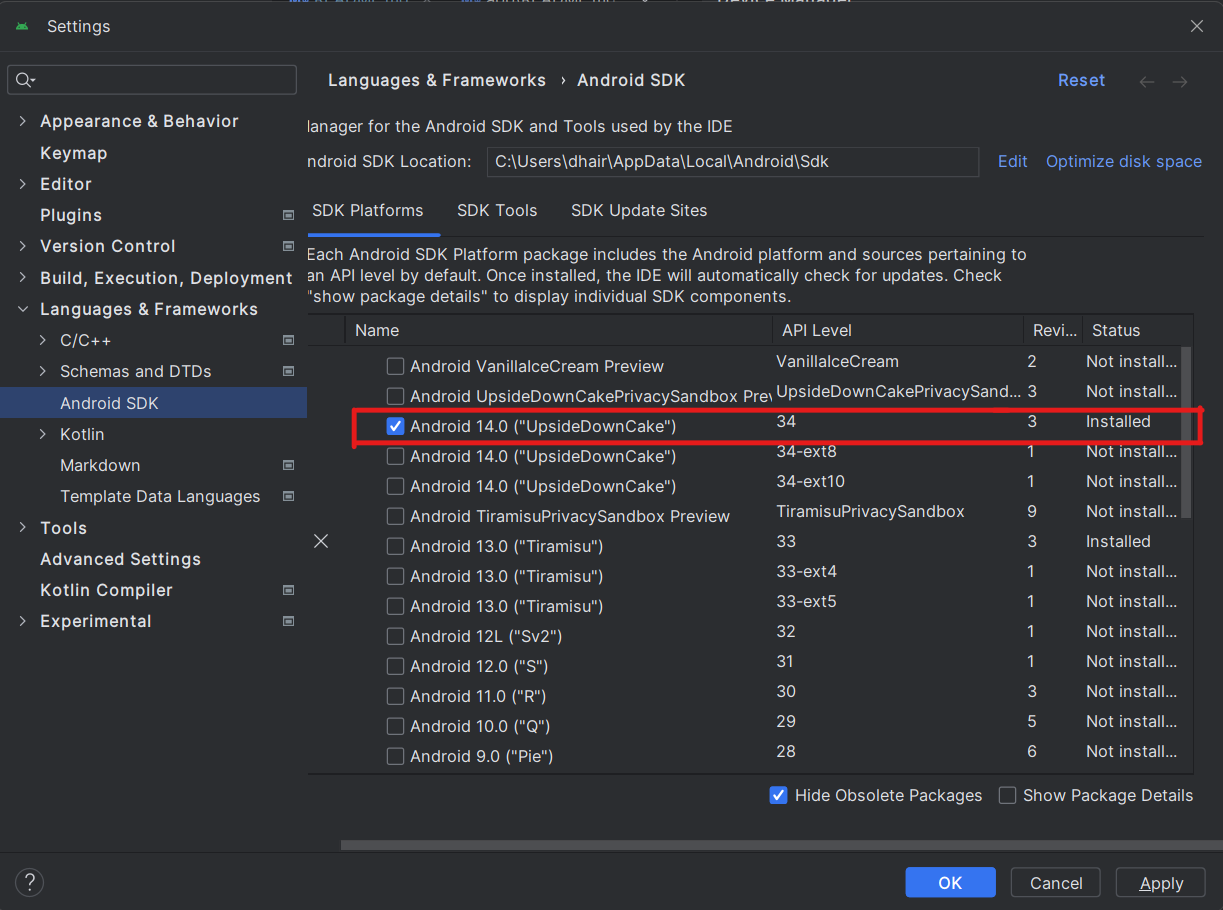 Settings
Languages & Frameworks › Android SDK
Reset
Appearance & Behavior
Keymap
Editor
Plugins
Version Control
Build, Execution, Deployment
Languages & Frameworks
C/C++
Schemas and DTDs
Android SDK
Kotlin
Markdown
Template Data Languages
Tools
Advanced Settings
Kotlin Compiler
Experimental
anager for the Android SDK and Tools used by the IDE
ndroid SDK Location: C:\Users\dhair\AppData\Local\Android\Sdk Edit Optimize disk space
SDK Platforms SDK Tools SDK Update Sites
Each Android SDK Platform package includes the Android platform and sources pertaining to
an API level by default. Once installed, the IDE will automatically check for updates. Check
"show package details" to display individual SDK components.
Name API Level Revi... Status
Android VanillaIceCream Preview VanillaIceCream 2 Not install...
Android UpsideDownCakePrivacySandbox Prev UpsideDownCakePrivacySand... 3 Not install...
Android 14.0 ("UpsideDownCake") 34 3 Installed
Android 14.0 ("UpsideDownCake") 34-ext8 1 Not install...
Android 14.0 ("UpsideDownCake") 34-ext10 1 Not install...
Android TiramisuPrivacySandbox Preview TiramisuPrivacySandbox 9 Not install...
Android 13.0 ("Tiramisu") 33 3 Installed
Android 13.0 ("Tiramisu") 33-ext4 1 Not install...
Android 13.0 ("Tiramisu") 33-ext5 1 Not install...
Android 12L ("Sv2") 32 1 Not install...
Android 12.0 ("S") 31 1 Not install...
Android 11.0 ("R") 30 3 Not install...
Android 10.0 ("Q") 29 5 Not install...
Android 9.0 ("Pie") 28 6 Not install...
Hide Obsolete Packages Show Package Details
? OK Cancel Apply